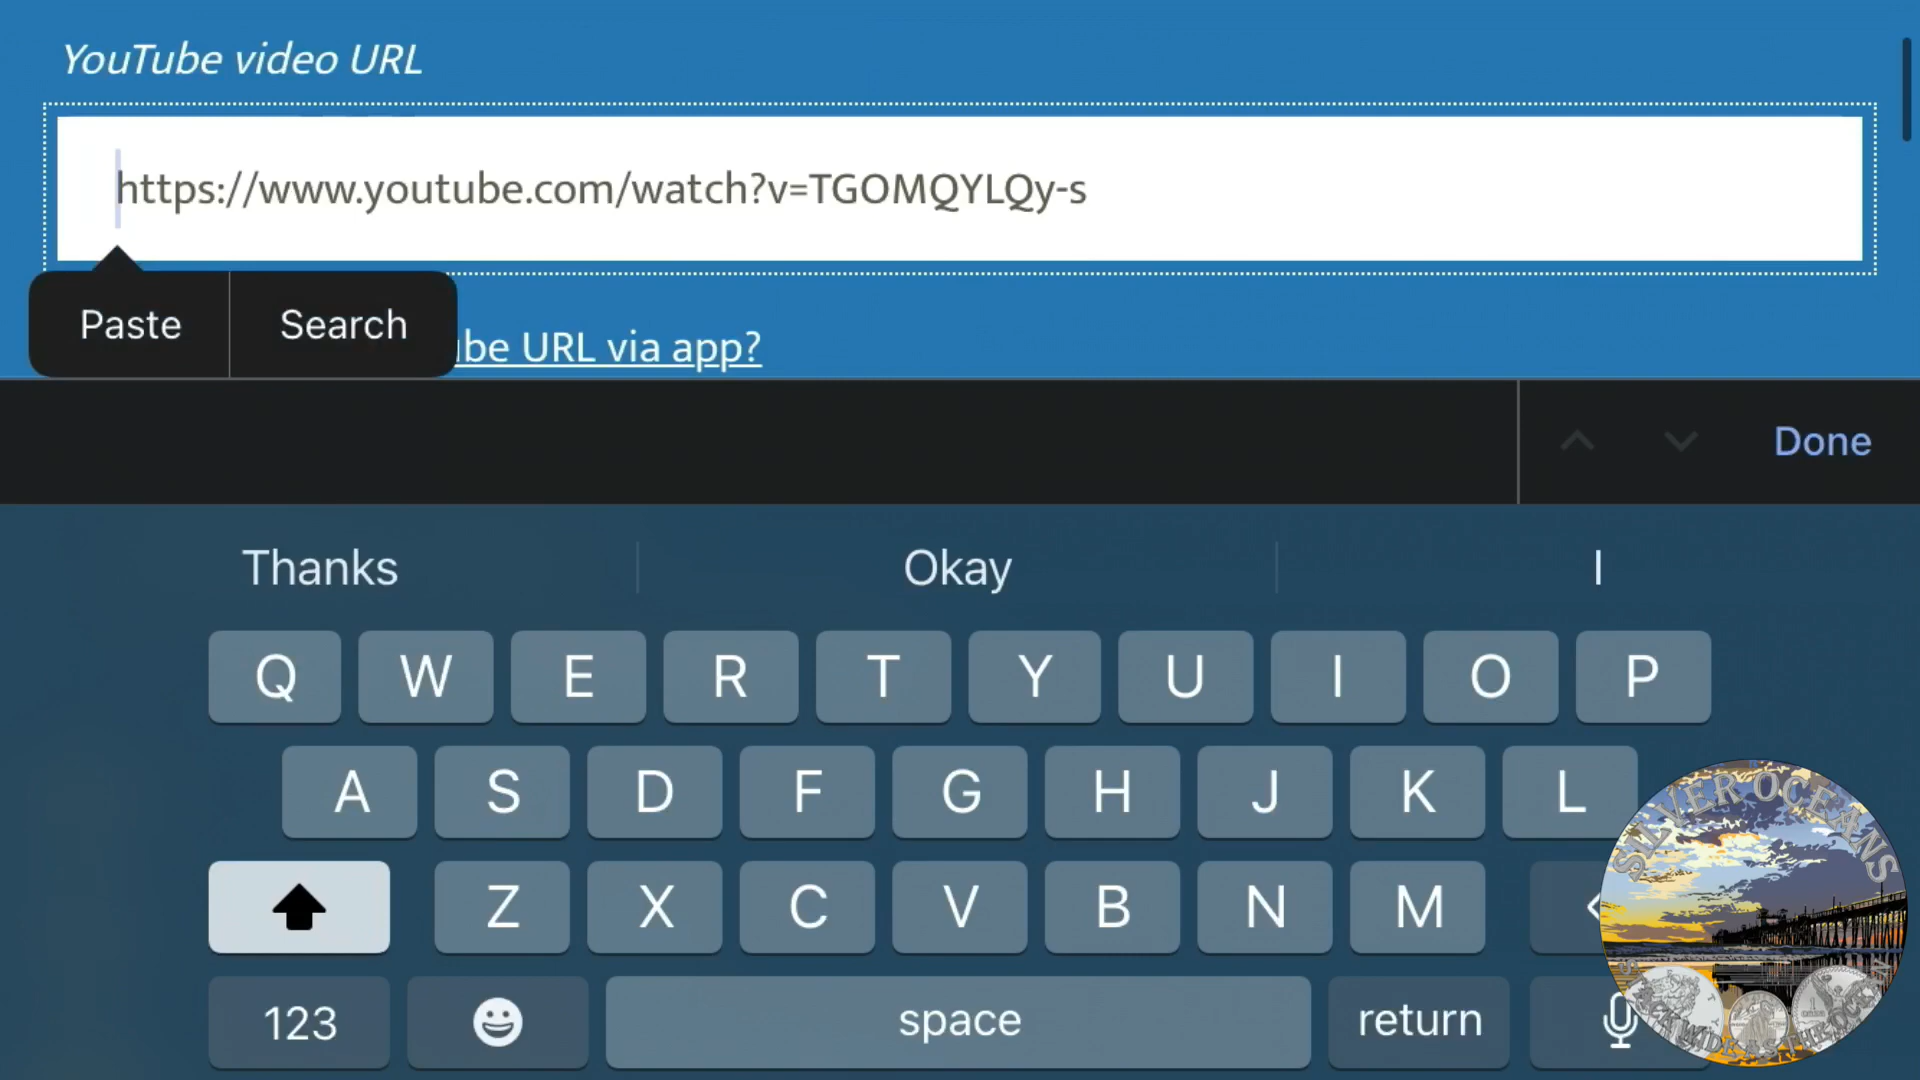 YouTube video URL
https://www.youtube.com/watch?v=TGOMQYLQy-s
Paste Search
be URL via app?
Done
Thanks Okay I
Q W E R T Y U I O P
A S D F G H J K L
Z X C V B N M
123 space return
SILVER OCEANS